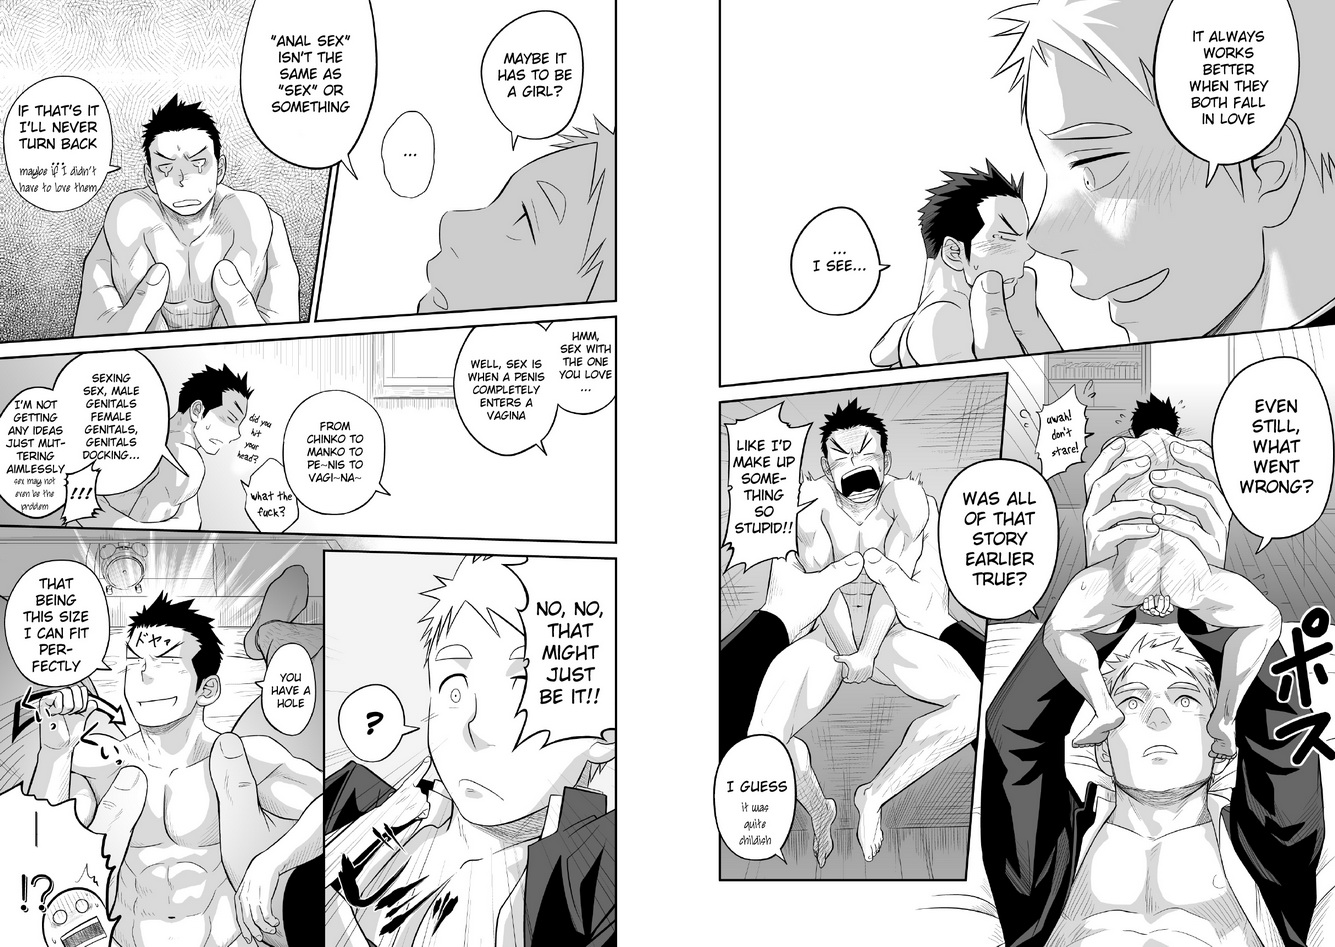 IT ALWAYS
WORKS
BETTER
WHEN THEY
BOTH FALL
IN LOVE
...
I SEE...
EVEN
STILL,
WHAT
WENT
WRONG?
uwah!
don't
stare!
WAS ALL
OF THAT
STORY
EARLIER
TRUE?
ポス
LIKE I'D
MAKE UP
SOME-
THING
SO
STUPID!!
I GUESS
it was
quite
childish
MAYBE IT
HAS TO BE
A GIRL?
...
"ANAL SEX"
ISN'T THE
SAME AS
"SEX" OR
SOMETHING
IF THAT'S IT
I'LL NEVER
TURN BACK
...
maybe if I didn't
have to love them
HMM,
SEX WITH
THE ONE
YOU LOVE
...
WELL, SEX IS
WHEN A PENIS
COMPLETELY
ENTERS A
VAGINA
FROM
CHINKO TO
MANKO TO
PE~NIS TO
VAGI~NA~
did you
hit
your
head?
what the
fuck?
SEXING
SEX, MALE
GENITALS
FEMALE
GENITALS,
GENITALS
DOCKING...
!!!
I'M NOT
GETTING
ANY IDEAS
JUST MUT-
TERING
AIMLESSLY
sex may not
even be the
problem
NO, NO,
THAT
MIGHT
JUST
BE IT!!
?
THAT
BEING
THIS SIZE
I CAN FIT
PER-
FECTLY
ドヤァ
YOU
HAVE A
HOLE
!?